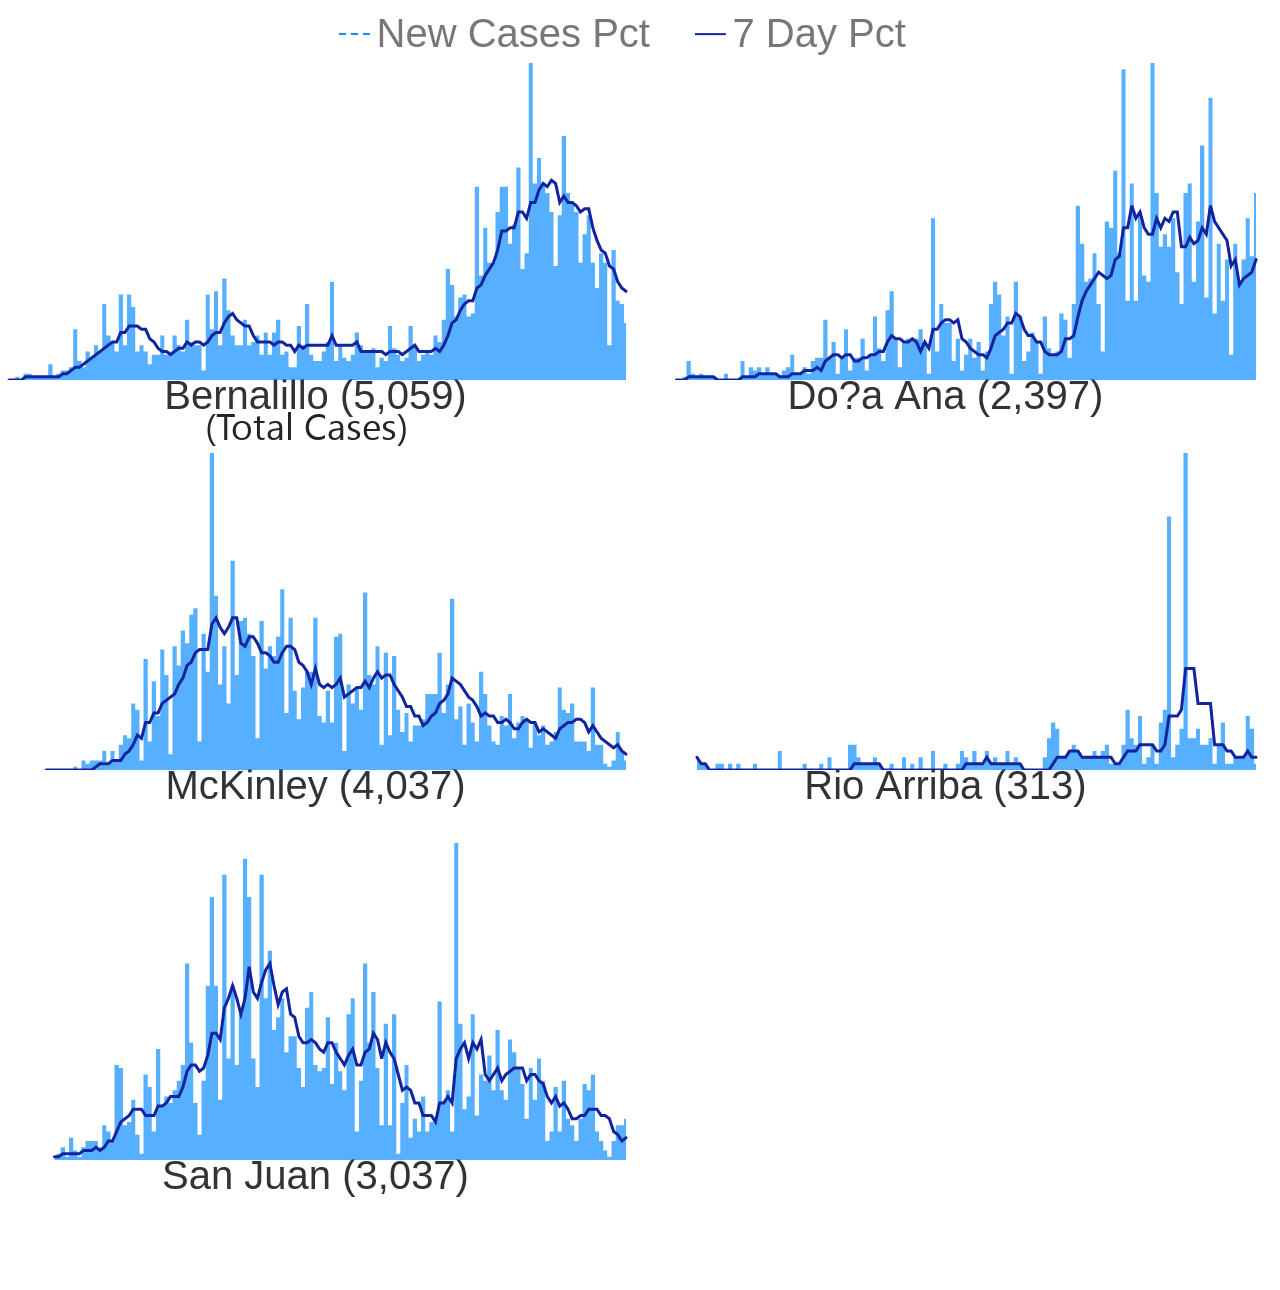 New Cases Pct 7 Day Pct
Bernalillo (5,059)
(Total Cases)
Do?a Ana (2,397)
McKinley (4,037)
Rio Arriba (313)
San Juan (3,037)